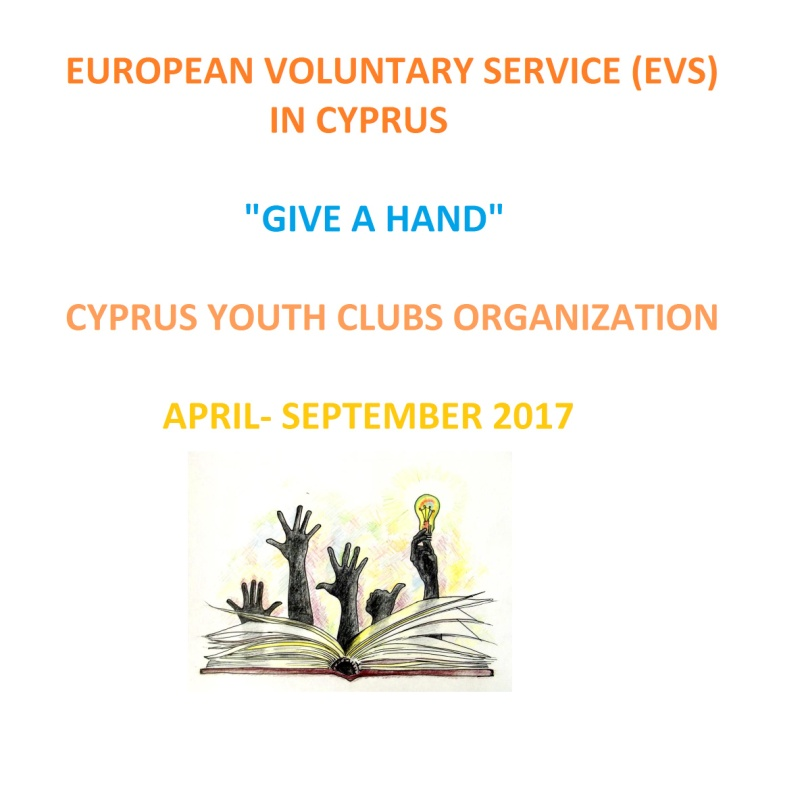 EUROPEAN VOLUNTARY SERVICE (EVS)
IN CYPRUS
"GIVE A HAND"
CYPRUS YOUTH CLUBS ORGANIZATION
APRIL- SEPTEMBER 2017